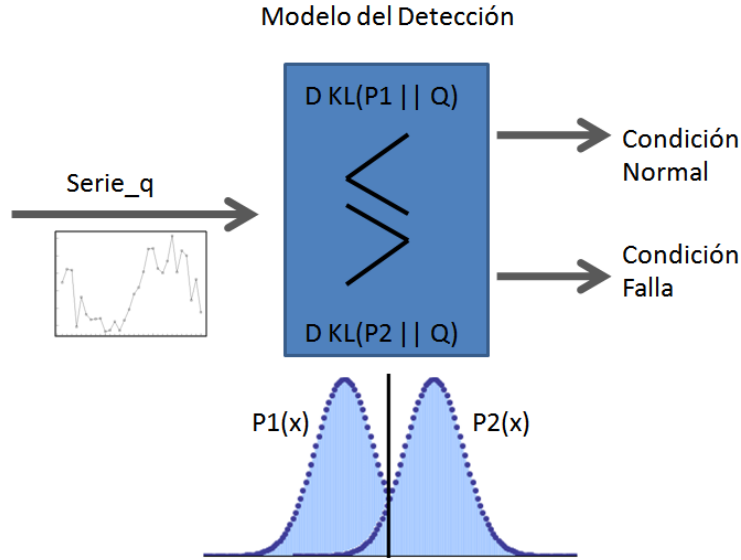 Modelo del Detección
D KL(P1 || Q)
Condición
Normal
Serie_q
Condición
Falla
D KL(P2 || Q)
P1(x)
P2(x)